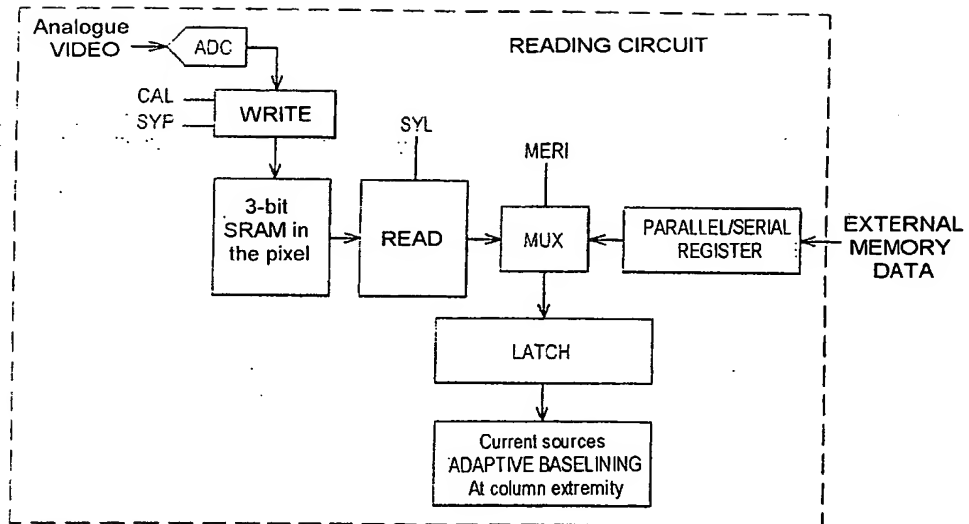 Analogue
VIDEO
ADC
READING CIRCUIT
CAL
SYP
WRITE
SYL
MERI
3-bit
SRAM in
the pixel
READ
MUX
PARALLEL/SERIAL
REGISTER
EXTERNAL
MEMORY
DATA
LATCH
Current sources
ADAPTIVE BASELINING
At column extremity